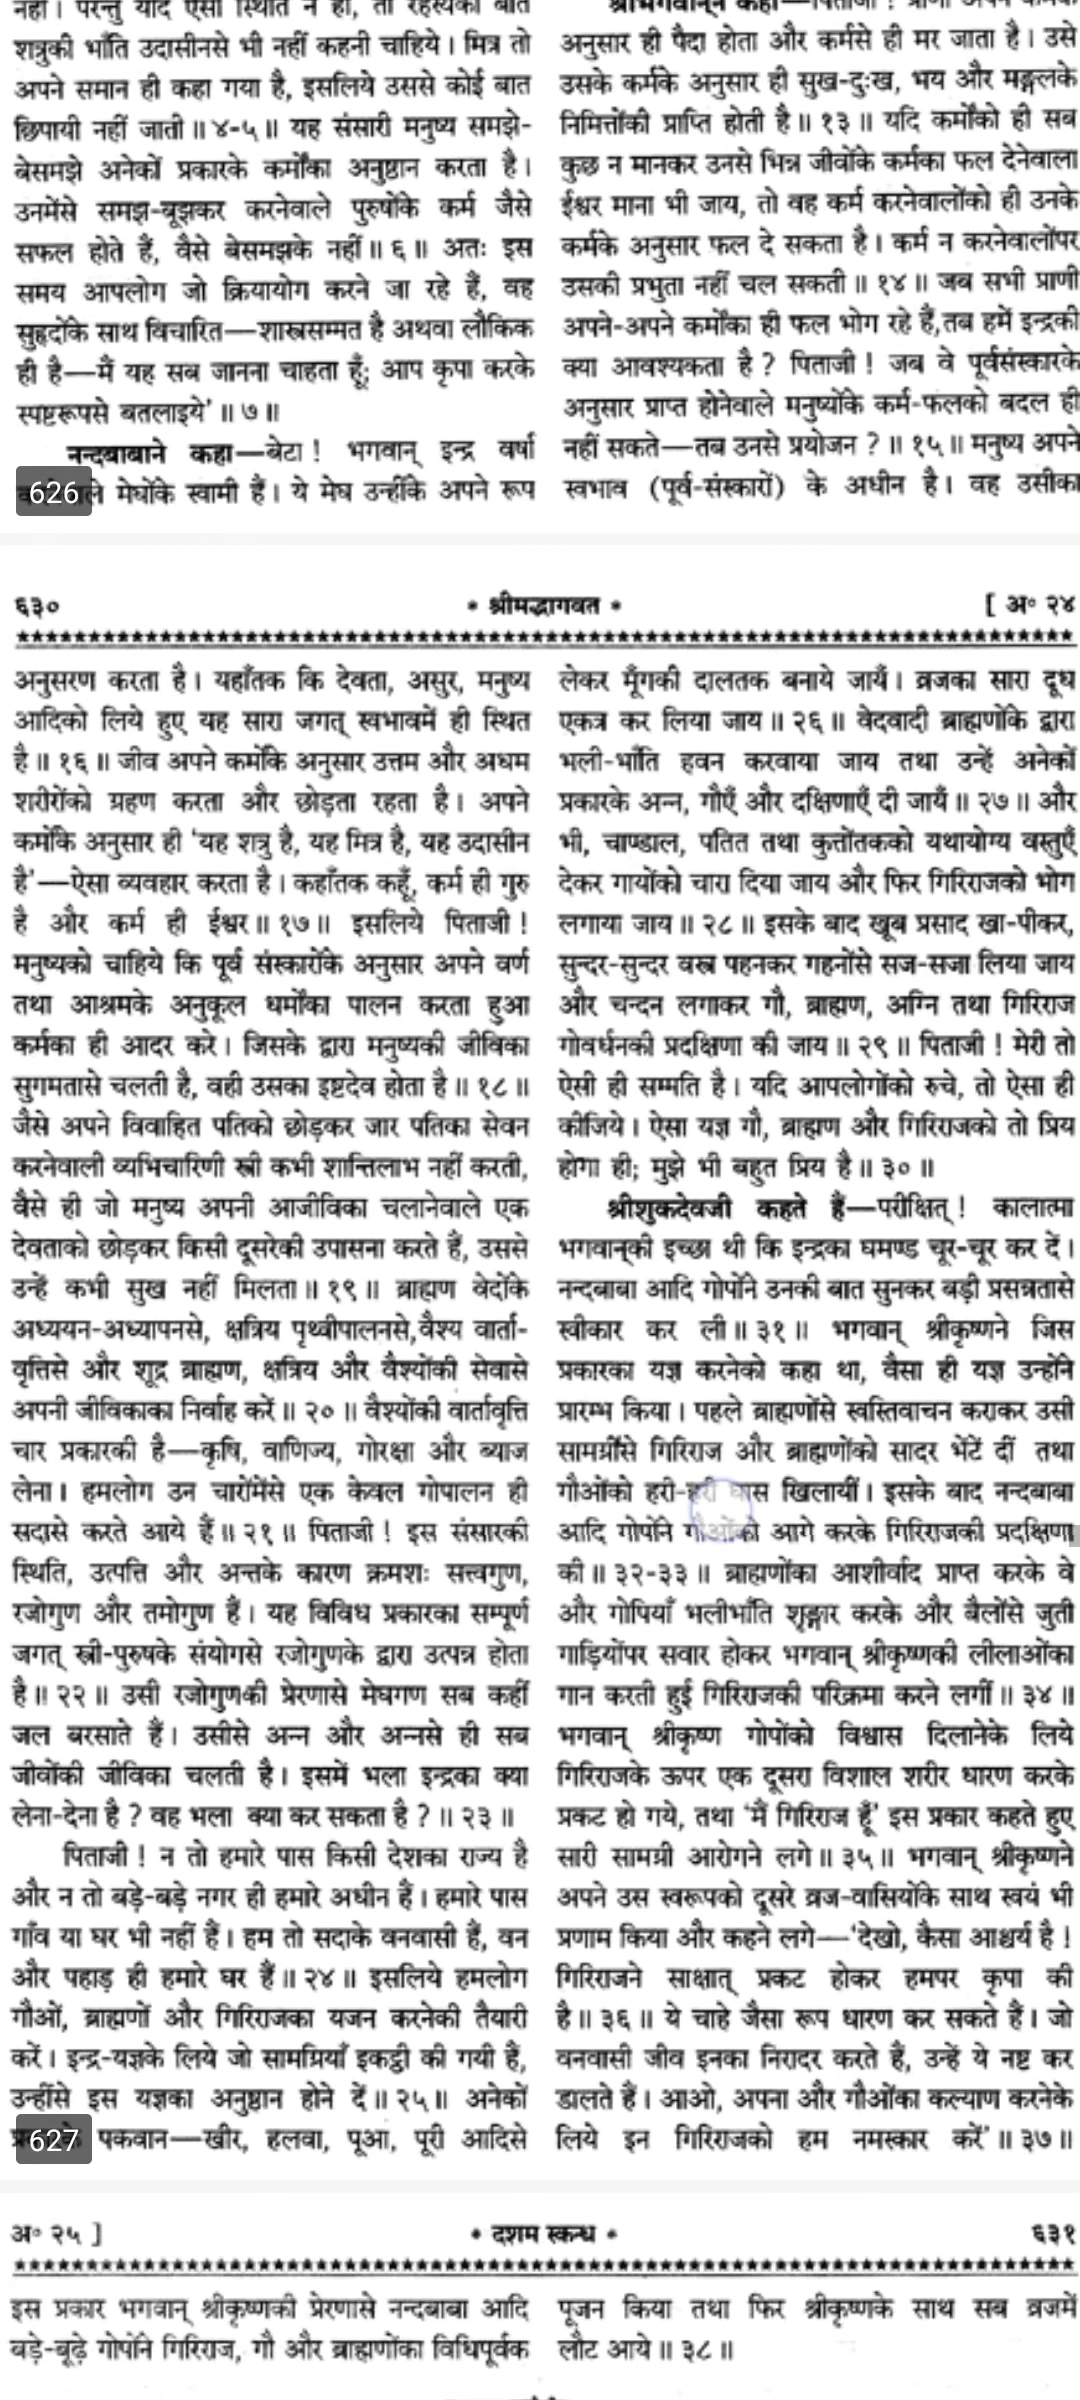 शत्रुकी भाँति उदासीनसे भी नहीं कहनी चाहिये। मित्र तो
अपने समान ही कहा गया है, इसलिये उससे कोई बात
छिपायी नहीं जाती॥४-५॥ यह संसारी मनुष्य समझे-
बेसमझे अनेकों प्रकारके कर्मोंका अनुष्ठान करता है।
उनमेंसे समझ-बूझकर करनेवाले पुरुषोंके कर्म जैसे
सफल होते हैं, वैसे बेसमझके नहीं॥६॥ अतः इस
समय आपलोग जो क्रियायोग करने जा रहे हैं, वह
सुहृदोंके साथ विचारित—शास्त्रसम्मत है अथवा लौकिक
ही है—मैं यह सब जानना चाहता हूँ; आप कृपा करके
स्पष्टरूपसे बतलाइये'॥७॥
नन्दबाबाने कहा—बेटा! भगवान् इन्द्र वर्षा
मेघोंके स्वामी हैं। ये मेघ उन्हींके अपने रूप
626
अनुसार ही पैदा होता और कर्मसे ही मर जाता है। उसे
उसके कर्मके अनुसार ही सुख-दुःख, भय और मङ्गलके
निमित्तोंकी प्राप्ति होती है॥१३॥ यदि कर्मोंको ही सब
कुछ न मानकर उनसे भिन्न जीवोंके कर्मका फल देनेवाला
ईश्वर माना भी जाय, तो वह कर्म करनेवालोंको ही उनके
कर्मके अनुसार फल दे सकता है। कर्म न करनेवालोंपर
उसकी प्रभुता नहीं चल सकती॥१४॥ जब सभी प्राणी
अपने-अपने कर्मोंका ही फल भोग रहे हैं,तब हमें इन्द्रकी
क्या आवश्यकता है? पिताजी! जब वे पूर्वसंस्कारके
अनुसार प्राप्त होनेवाले मनुष्योंके कर्म-फलको बदल ही
नहीं सकते—तब उनसे प्रयोजन?॥१५॥ मनुष्य अपने
स्वभाव (पूर्व-संस्कारों) के अधीन है। वह उसीका
६३० * श्रीमद्भागवत * [ अ॰ २४
अनुसरण करता है। यहाँतक कि देवता, असुर, मनुष्य
आदिको लिये हुए यह सारा जगत् स्वभावमें ही स्थित
है॥१६॥ जीव अपने कर्मोंके अनुसार उत्तम और अधम
शरीरोंको ग्रहण करता और छोड़ता रहता है। अपने
कर्मोंके अनुसार ही 'यह शत्रु है, यह मित्र है, यह उदासीन
है'—ऐसा व्यवहार करता है। कहाँतक कहूँ, कर्म ही गुरु
है और कर्म ही ईश्वर॥१७॥ इसलिये पिताजी!
मनुष्यको चाहिये कि पूर्व संस्कारोंके अनुसार अपने वर्ण
तथा आश्रमके अनुकूल धर्मोंका पालन करता हुआ
कर्मका ही आदर करे। जिसके द्वारा मनुष्यकी जीविका
सुगमतासे चलती है, वही उसका इष्टदेव होता है॥१८॥
जैसे अपने विवाहित पतिको छोड़कर जार पतिका सेवन
करनेवाली व्यभिचारिणी स्त्री कभी शान्तिलाभ नहीं करती,
वैसे ही जो मनुष्य अपनी आजीविका चलानेवाले एक
देवताको छोड़कर किसी दूसरेकी उपासना करते हैं, उससे
उन्हें कभी सुख नहीं मिलता॥१९॥ ब्राह्मण वेदोंके
अध्ययन-अध्यापनसे, क्षत्रिय पृथ्वीपालनसे,वैश्य वार्ता-
वृत्तिसे और शूद्र ब्राह्मण, क्षत्रिय और वैश्योंकी सेवासे
अपनी जीविकाका निर्वाह करें॥२०॥ वैश्योंकी वार्तावृत्ति
चार प्रकारकी है—कृषि, वाणिज्य, गोरक्षा और ब्याज
लेना। हमलोग उन चारोंमेंसे एक केवल गोपालन ही
सदासे करते आये हैं॥२१॥ पिताजी! इस संसारकी
स्थिति, उत्पत्ति और अन्तके कारण क्रमशः सत्त्वगुण,
रजोगुण और तमोगुण हैं। यह विविध प्रकारका सम्पूर्ण
जगत् स्त्री-पुरुषके संयोगसे रजोगुणके द्वारा उत्पन्न होता
है॥२२॥ उसी रजोगुणकी प्रेरणासे मेघगण सब कहीं
जल बरसाते हैं। उसीसे अन्न और अन्नसे ही सब
जीवोंकी जीविका चलती है। इसमें भला इन्द्रका क्या
लेना-देना है? वह भला क्या कर सकता है?॥२३॥
पिताजी! न तो हमारे पास किसी देशका राज्य है
और न तो बड़े-बड़े नगर ही हमारे अधीन हैं। हमारे पास
गाँव या घर भी नहीं हैं। हम तो सदाके वनवासी हैं, वन
और पहाड़ ही हमारे घर हैं॥२४॥ इसलिये हमलोग
गौओं, ब्राह्मणों और गिरिराजका यजन करनेकी तैयारी
करें। इन्द्र-यज्ञके लिये जो सामग्रियाँ इकट्ठी की गयी हैं,
उन्हींसे इस यज्ञका अनुष्ठान होने दें॥२५॥ अनेकों
पकवान—खीर, हलवा, पूआ, पूरी आदिसे
627
लेकर मूँगकी दालतक बनाये जायँ। व्रजका सारा दूध
एकत्र कर लिया जाय॥२६॥ वेदवादी ब्राह्मणोंके द्वारा
भली-भाँति हवन करवाया जाय तथा उन्हें अनेकों
प्रकारके अन्न, गौएँ और दक्षिणाएँ दी जायँ॥२७॥ और
भी, चाण्डाल, पतित तथा कुत्तोंतकको यथायोग्य वस्तुएँ
देकर गायोंको चारा दिया जाय और फिर गिरिराजको भोग
लगाया जाय॥२८॥ इसके बाद खूब प्रसाद खा-पीकर,
सुन्दर-सुन्दर वस्त्र पहनकर गहनोंसे सज-सजा लिया जाय
और चन्दन लगाकर गौ, ब्राह्मण, अग्नि तथा गिरिराज
गोवर्धनकी प्रदक्षिणा की जाय॥२९॥ पिताजी! मेरी तो
ऐसी ही सम्मति है। यदि आपलोगोंको रुचे, तो ऐसा ही
कीजिये। ऐसा यज्ञ गौ, ब्राह्मण और गिरिराजको तो प्रिय
होगा ही; मुझे भी बहुत प्रिय है॥३०॥
श्रीशुकदेवजी कहते हैं—परीक्षित्! कालात्मा
भगवान्‌की इच्छा थी कि इन्द्रका घमण्ड चूर-चूर कर दें।
नन्दबाबा आदि गोपोंने उनकी बात सुनकर बड़ी प्रसन्नतासे
स्वीकार कर ली॥३१॥ भगवान् श्रीकृष्णने जिस
प्रकारका यज्ञ करनेको कहा था, वैसा ही यज्ञ उन्होंने
प्रारम्भ किया। पहले ब्राह्मणोंसे स्वस्तिवाचन कराकर उसी
सामग्रीसे गिरिराज और ब्राह्मणोंको सादर भेंटें दीं तथा
गौओंको हरी-हरी घास खिलायीं। इसके बाद नन्दबाबा
आदि गोपोंने गौओंको आगे करके गिरिराजकी प्रदक्षिणा
की॥३२-३३॥ ब्राह्मणोंका आशीर्वाद प्राप्त करके वे
और गोपियाँ भलीभाँति शृङ्गार करके और बैलोंसे जुती
गाड़ियोंपर सवार होकर भगवान् श्रीकृष्णकी लीलाओंका
गान करती हुई गिरिराजकी परिक्रमा करने लगीं॥३४॥
भगवान् श्रीकृष्ण गोपोंको विश्वास दिलानेके लिये
गिरिराजके ऊपर एक दूसरा विशाल शरीर धारण करके
प्रकट हो गये, तथा 'मैं गिरिराज हूँ' इस प्रकार कहते हुए
सारी सामग्री आरोगने लगे॥३५॥ भगवान् श्रीकृष्णने
अपने उस स्वरूपको दूसरे व्रज-वासियोंके साथ स्वयं भी
प्रणाम किया और कहने लगे—'देखो, कैसा आश्चर्य है!
गिरिराजने साक्षात् प्रकट होकर हमपर कृपा की
है॥३६॥ ये चाहे जैसा रूप धारण कर सकते हैं। जो
वनवासी जीव इनका निरादर करते हैं, उन्हें ये नष्ट कर
डालते हैं। आओ, अपना और गौओंका कल्याण करनेके
लिये इन गिरिराजको हम नमस्कार करें'॥३७॥
अ॰ २५ ] * दशम स्कन्ध * ६३१
इस प्रकार भगवान् श्रीकृष्णकी प्रेरणासे नन्दबाबा आदि
बड़े-बूढ़े गोपोंने गिरिराज, गौ और ब्राह्मणोंका विधिपूर्वक
पूजन किया तथा फिर श्रीकृष्णके साथ सब व्रजमें
लौट आये॥३८॥